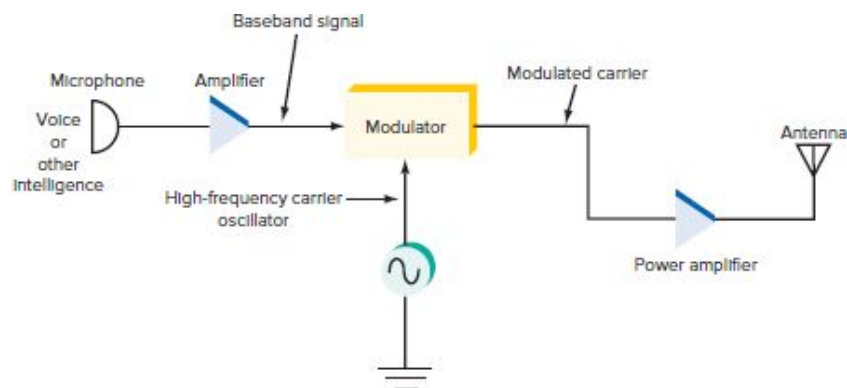 Baseband signal
Microphone
Amplifier
Modulated carrier
Voice
or
other
intelligence
Modulator
Antenna
High-frequency carrier
oscillator
Power amplifier